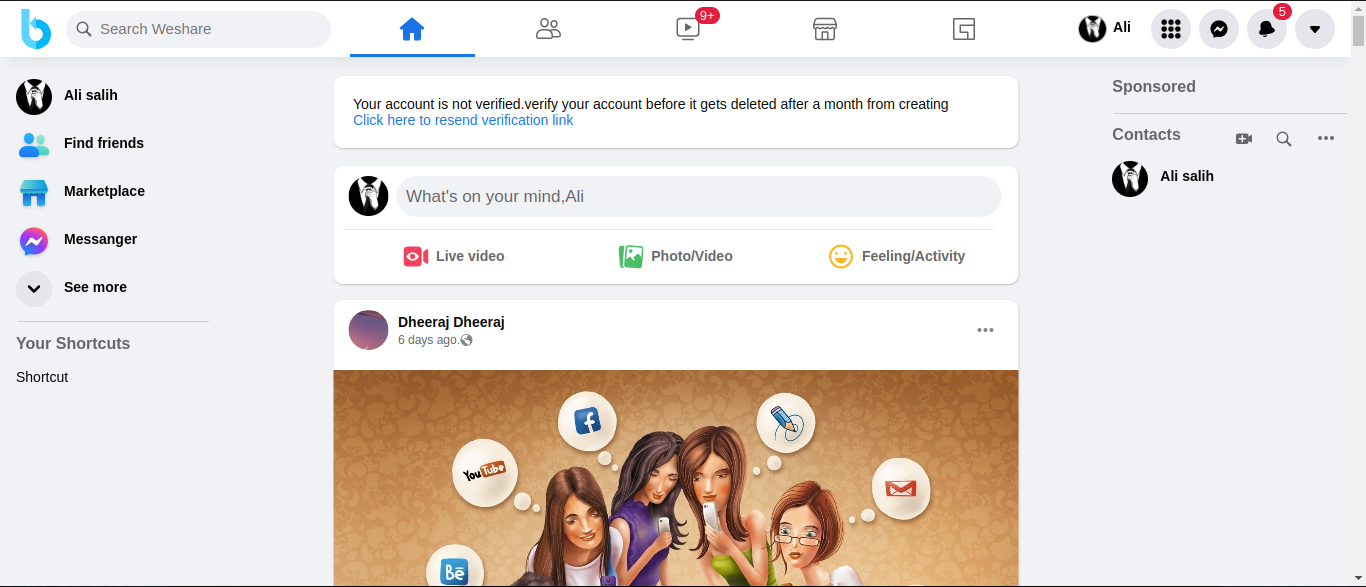 Search Weshare
9+
Ali
5
Ali salih
Find friends
Marketplace
Messanger
See more
Your Shortcuts
Shortcut
Your account is not verified.verify your account before it gets deleted after a month from creating
Click here to resend verification link
What's on your mind,Ali
Live video
Photo/Video
Feeling/Activity
Dheeraj Dheeraj
6 days ago.
YouTube
f
Bē
Sponsored
Contacts
Ali salih